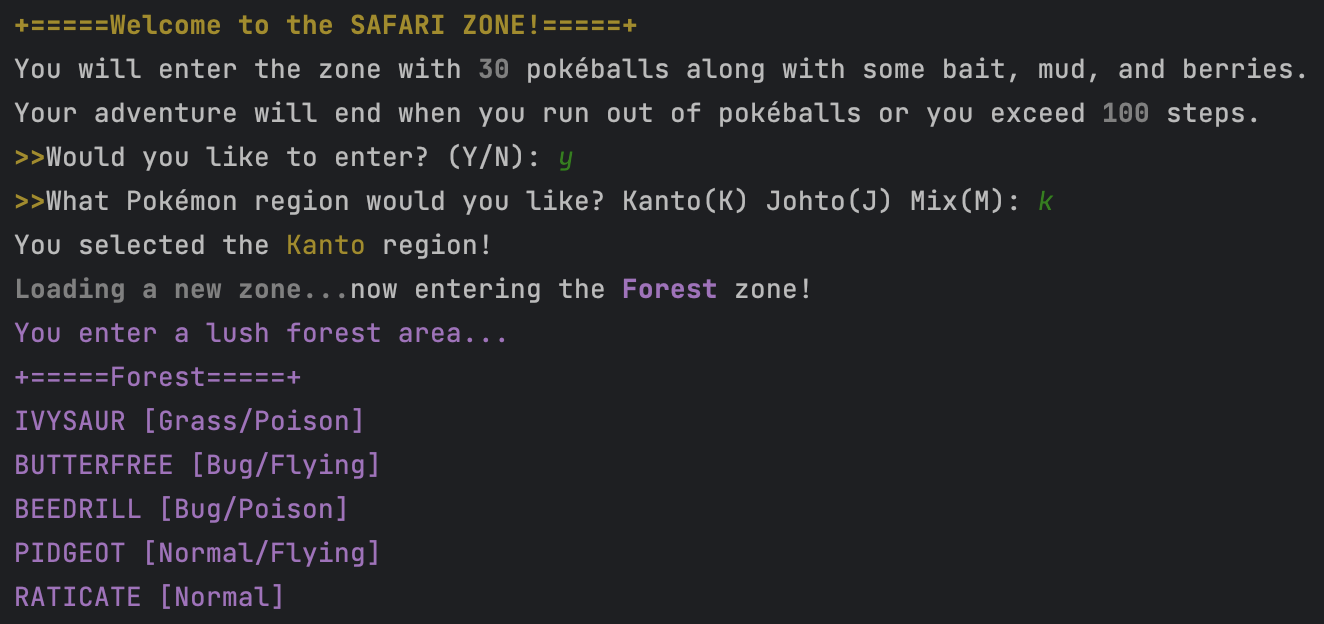 +=====Welcome to the SAFARI ZONE!=====+
You will enter the zone with 30 pokéballs along with some bait, mud, and berries.
Your adventure will end when you run out of pokéballs or you exceed 100 steps.
>>Would you like to enter? (Y/N): y
>>What Pokémon region would you like? Kanto(K) Johto(J) Mix(M): k
You selected the Kanto region!
Loading a new zone...now entering the Forest zone!
You enter a lush forest area...
+=====Forest=====+
IVYSAUR [Grass/Poison]
BUTTERFREE [Bug/Flying]
BEEDRILL [Bug/Poison]
PIDGEOT [Normal/Flying]
RATICATE [Normal]